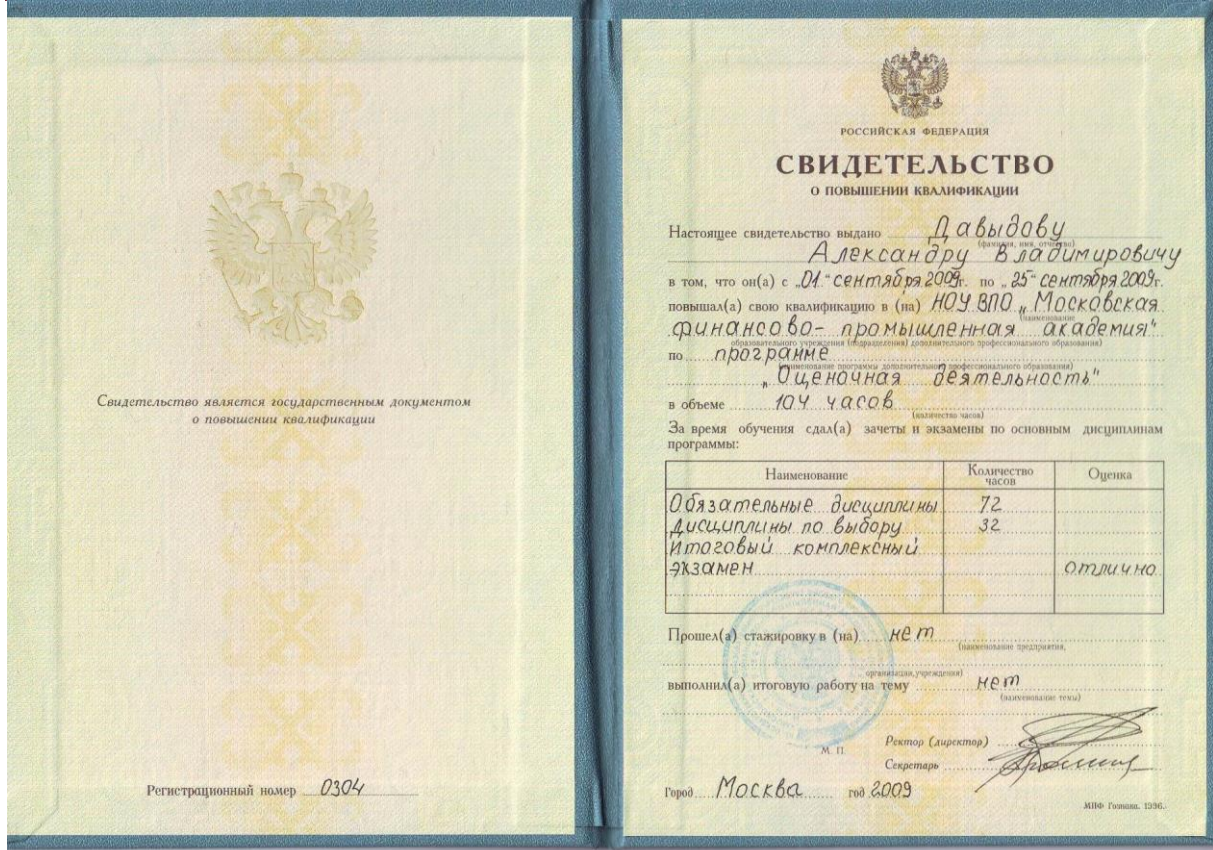 Свидетельство является государственным документом
о повышении квалификации
Регистрационный номер 0304
РОССИЙСКАЯ ФЕДЕРАЦИЯ
СВИДЕТЕЛЬСТВО
О ПОВЫШЕНИИ КВАЛИФИКАЦИИ
Настоящее свидетельство выдано Давыдову
(фамилия, имя, отчество)
Александру Владимировичу
в том, что он(а) с „01“ сентября 2009г. по „25“ сентября 2009г.
повышал(а) свою квалификацию в (на) НОУ ВПО „Московская
(наименование
финансово-промышленная академия“
образовательного учреждения (подразделения) дополнительного профессионального образования)
по программе
(наименование программы дополнительного профессионального образования)
„Оценочная деятельность“
в объеме 104 часов
(количество часов)
За время обучения сдал(а) зачеты и экзамены по основным дисциплинам
программы:
Наименование Количество часов Оценка
Обязательные дисциплины 72
Дисциплины по выбору 32
Итоговый комплексный
экзамен отлично
Прошел(а) стажировку в (на) нет
(наименование предприятия,
организации, учреждения)
выполнил(а) итоговую работу на тему нет
(наименование темы)
М. П. Ректор (директор)
Секретарь
Город Москва год 2009
МПФ Гознака. 1996.